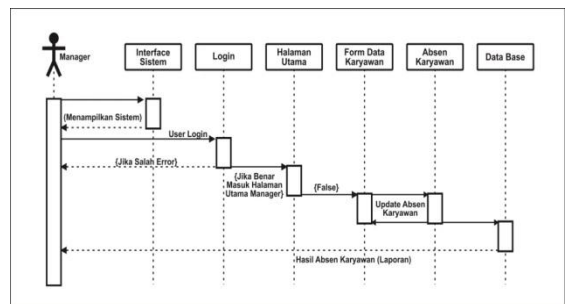 Manager
Interface
Sistem
Login
Halaman
Utama
Form Data
Karyawan
Absen
Karyawan
Data Base
(Menampilkan Sistem)
User Login
{Jika Salah Error}
{Jika Benar
Masuk Halaman
Utama Manager}
{False}
Update Absen
Karyawan
Hasil Absen Karyawan (Laporan)